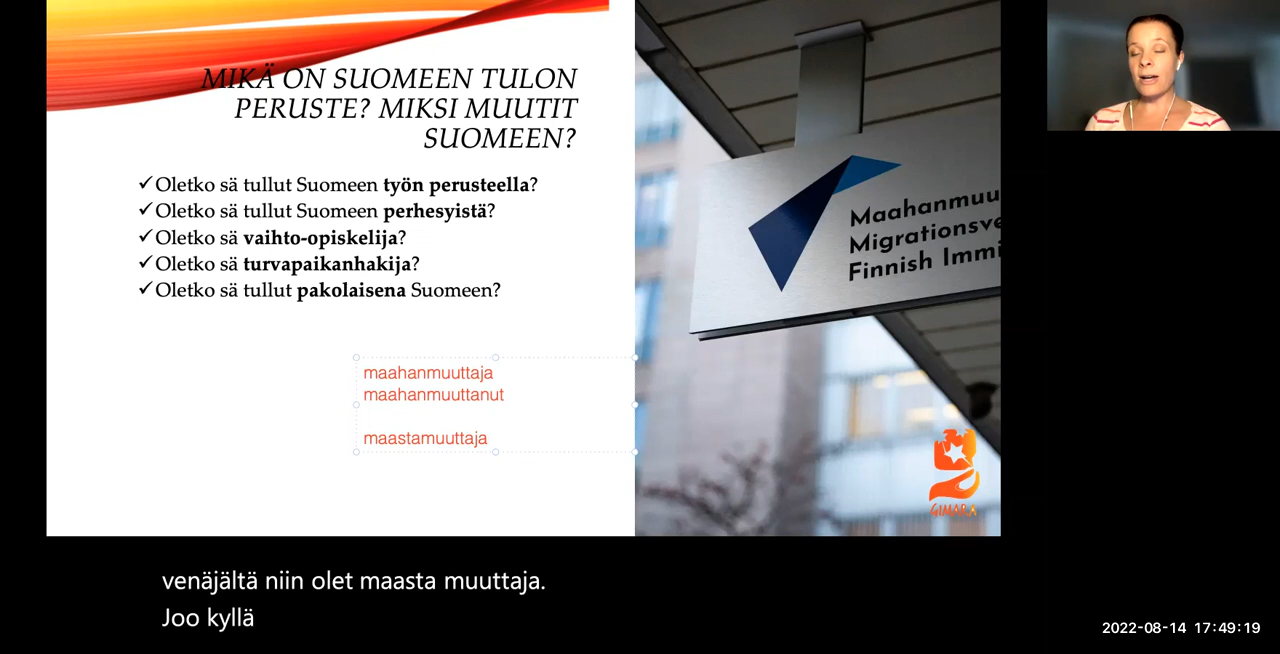 MIKÄ ON SUOMEEN TULON
PERUSTE? MIKSI MUUTIT
SUOMEEN?
✓Oletko sä tullut Suomeen työn perusteella?
✓Oletko sä tullut Suomeen perhesyistä?
✓Oletko sä vaihto-opiskelija?
✓Oletko sä turvapaikanhakija?
✓Oletko sä tullut pakolaisena Suomeen?
maahanmuuttaja
maahanmuuttanut
maastamuuttaja
Maahanmuu
Migrationsve
Finnish Immi
GIMARA
venäjältä niin olet maasta muuttaja.
Joo kyllä
2022-08-14 17:49:19